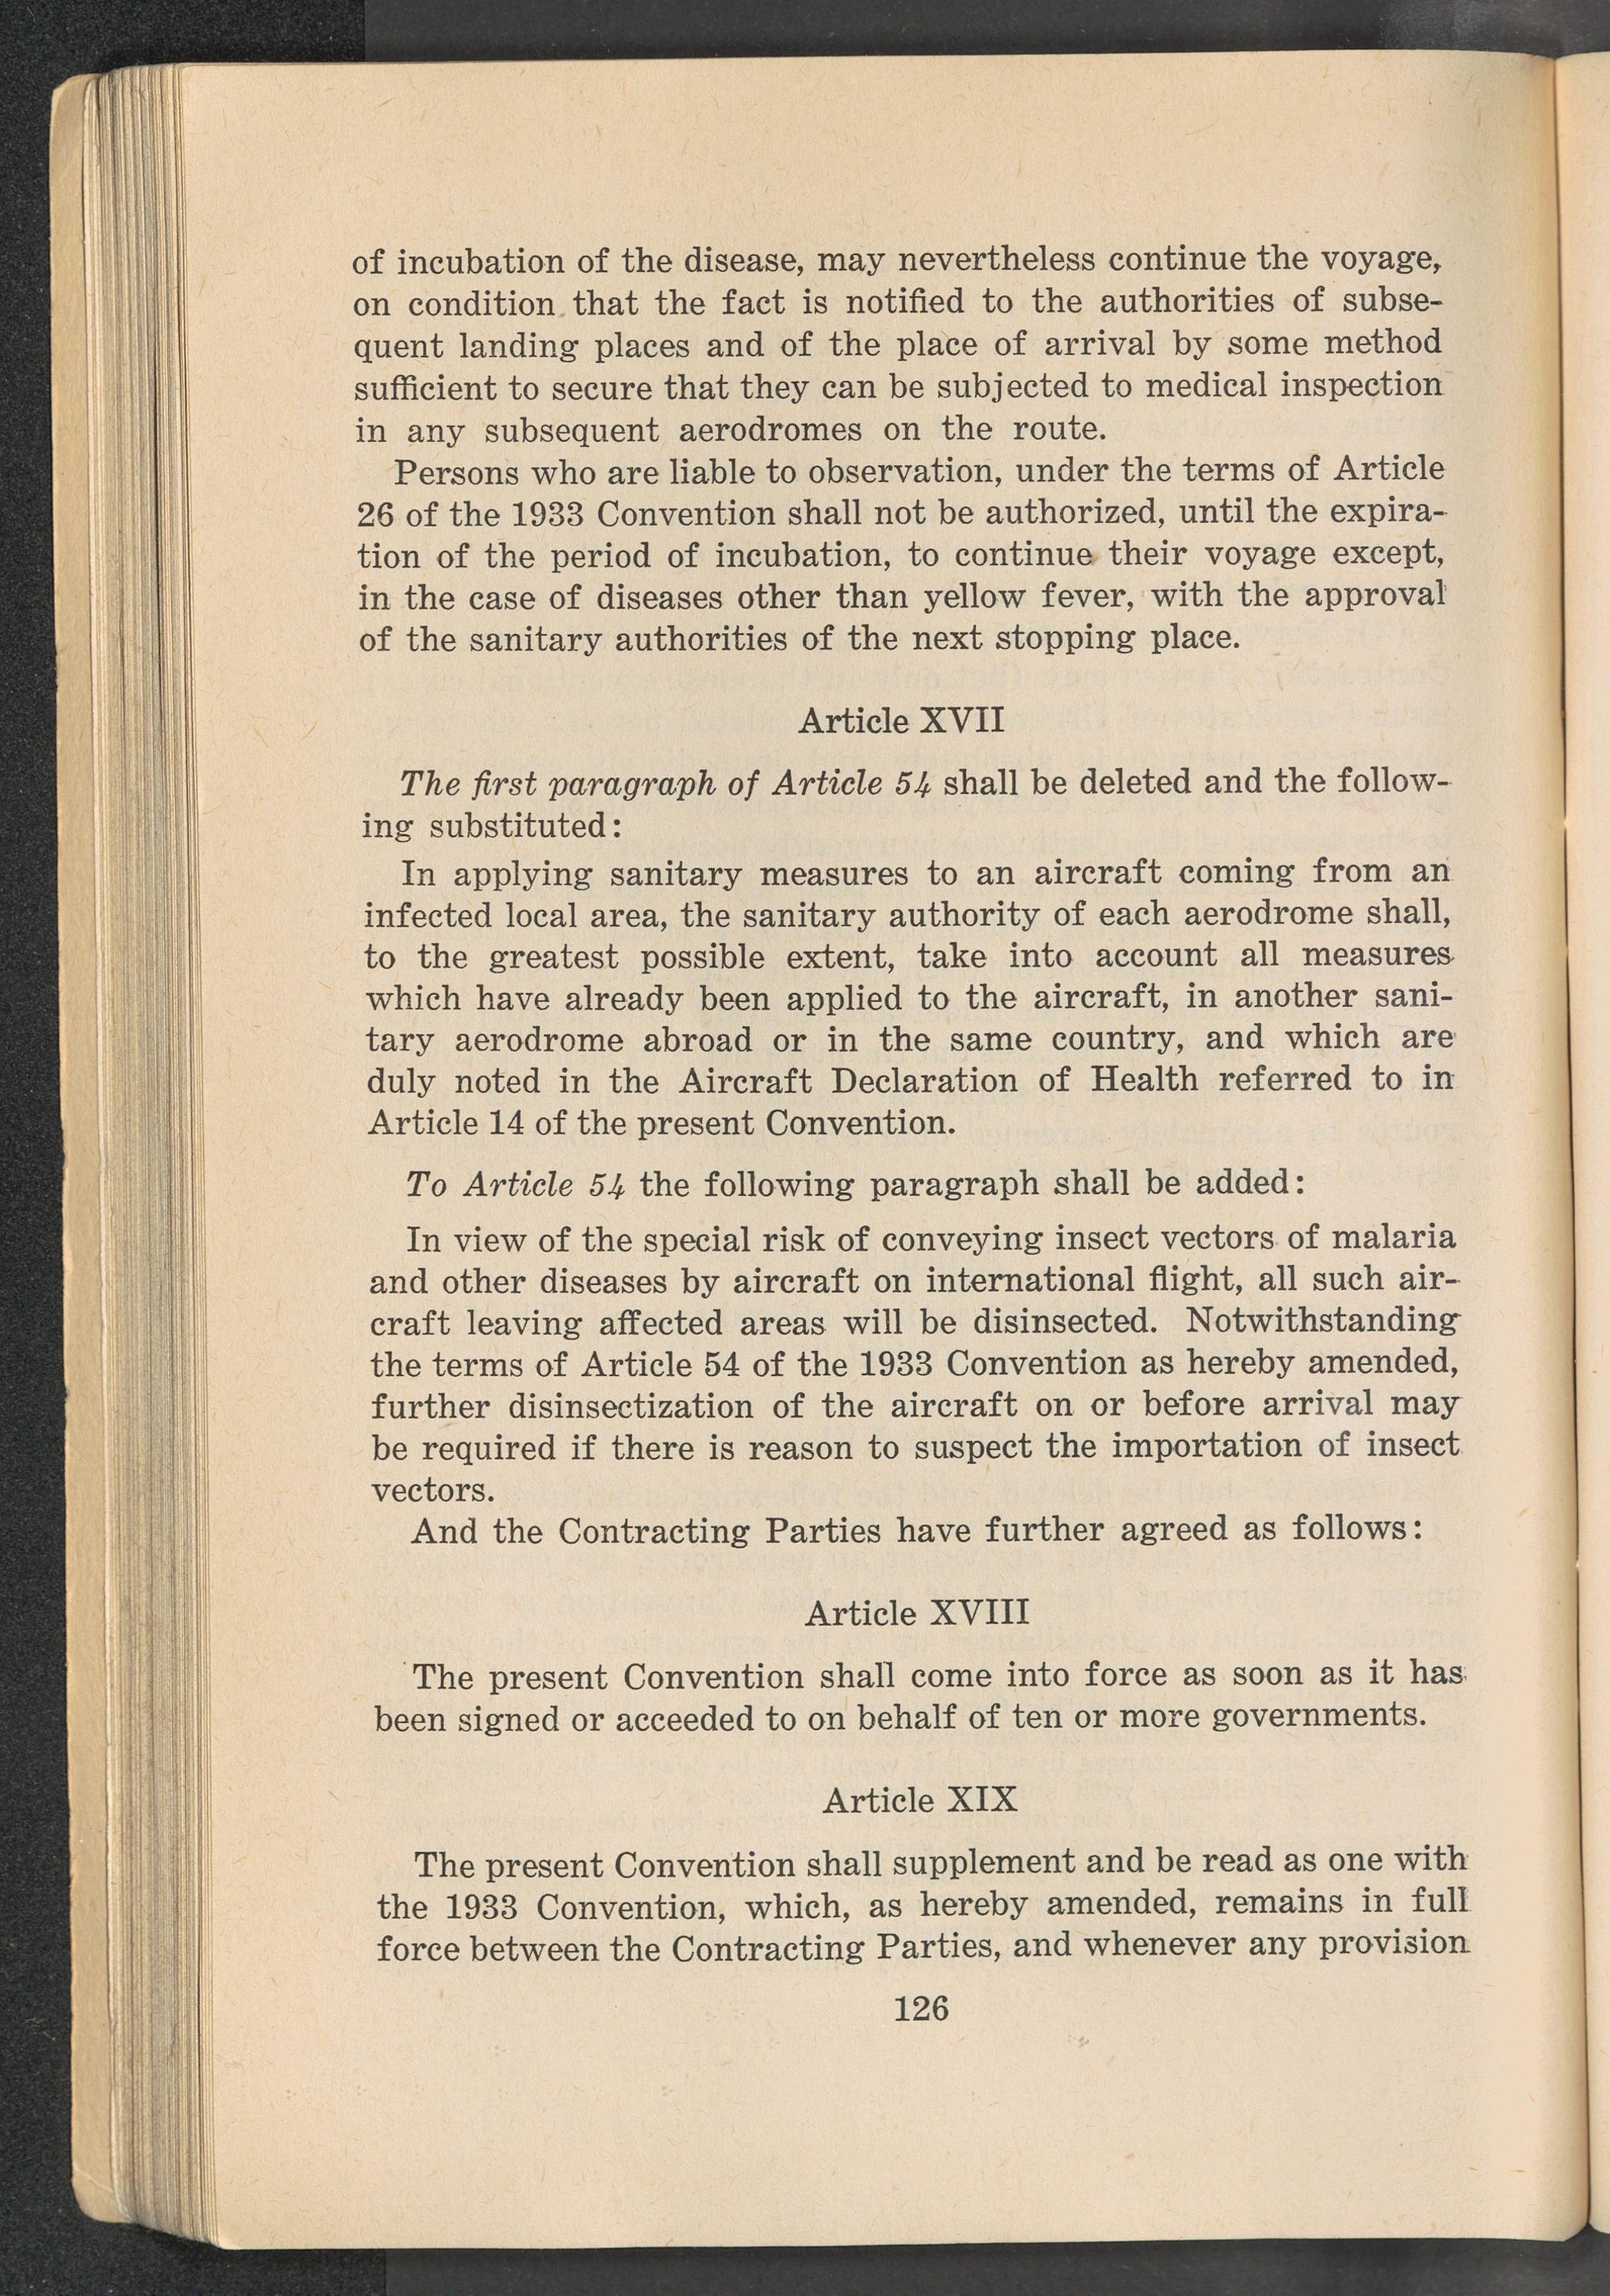 of incubation of the disease, may nevertheless continue the voyage,
on condition that the fact is notified to the authorities of subse-
quent landing places and of the place of arrival by some method
sufficient to secure that they can be subjected to medical inspection
in any subsequent aerodromes on the route.
Persons who are liable to observation, under the terms of Article
26 of the 1933 Convention shall not be authorized, until the expira-
tion of the period of incubation, to continue their voyage except,
in the case of diseases other than yellow fever, with the approval
of the sanitary authorities of the next stopping place.
Article XVII
The first paragraph of Article 54 shall be deleted and the follow-
ing substituted:
In applying sanitary measures to an aircraft coming from an
infected local area, the sanitary authority of each aerodrome shall,
to the greatest possible extent, take into account all measures
which have already been applied to the aircraft, in another sani-
tary aerodrome abroad or in the same country, and which are
duly noted in the Aircraft Declaration of Health referred to in
Article 14 of the present Convention.
To Article 54 the following paragraph shall be added:
In view of the special risk of conveying insect vectors of malaria
and other diseases by aircraft on international flight, all such air-
craft leaving affected areas will be disinsected. Notwithstanding
the terms of Article 54 of the 1933 Convention as hereby amended,
further disinsectization of the aircraft on or before arrival may
be required if there is reason to suspect the importation of insect
vectors.
And the Contracting Parties have further agreed as follows:
Article XVIII
The present Convention shall come into force as soon as it has
been signed or acceeded to on behalf of ten or more governments.
Article XIX
The present Convention shall supplement and be read as one with
the 1933 Convention, which, as hereby amended, remains in full
force between the Contracting Parties, and whenever any provision
126